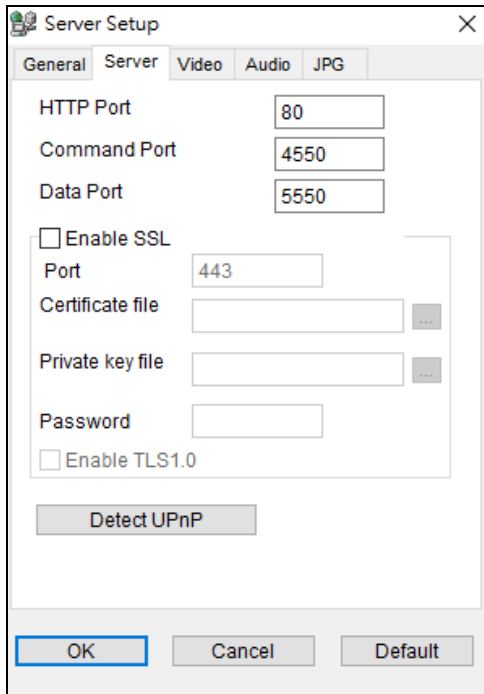 Server Setup
General Server Video Audio JPG
HTTP Port 80
Command Port 4550
Data Port 5550
Enable SSL
Port 443
Certificate file ...
Private key file ...
Password
Enable TLS1.0
Detect UPnP
OK Cancel Default